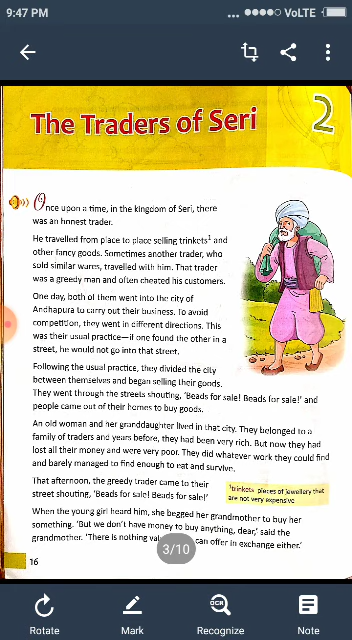 9:47 PM
... VoLTE
The Traders of Seri
2
Once upon a time, in the kingdom of Seri, there
was an honest trader.
He travelled from place to place selling trinkets¹ and
other fancy goods. Sometimes another trader, who
sold similar wares, travelled with him. That trader
was a greedy man and often cheated his customers.
One day, both of them went into the city of
Andhapura to carry out their business. To avoid
competition, they went in different directions. This
was their usual practice—if one found the other in a
street, he would not go into that street.
Following the usual practice, they divided the city
between themselves and began selling their goods.
They went through the streets shouting, 'Beads for sale! Beads for sale!' and
people came out of their homes to buy goods.
An old woman and her granddaughter lived in that city. They belonged to a
family of traders and years before, they had been very rich. But now they had
lost all their money and were very poor. They did whatever work they could find
and barely managed to find enough to eat and survive.
That afternoon, the greedy trader came to their
street shouting, 'Beads for sale! Beads for sale!'
¹trinkets pieces of jewellery that
are not very expensive
When the young girl heard him, she begged her grandmother to buy her
something. 'But we don't have money to buy anything, dear,' said the
grandmother. 'There is nothing can offer in exchange either.'
3/10
16
Rotate
Mark
OCR
Recognize
Note